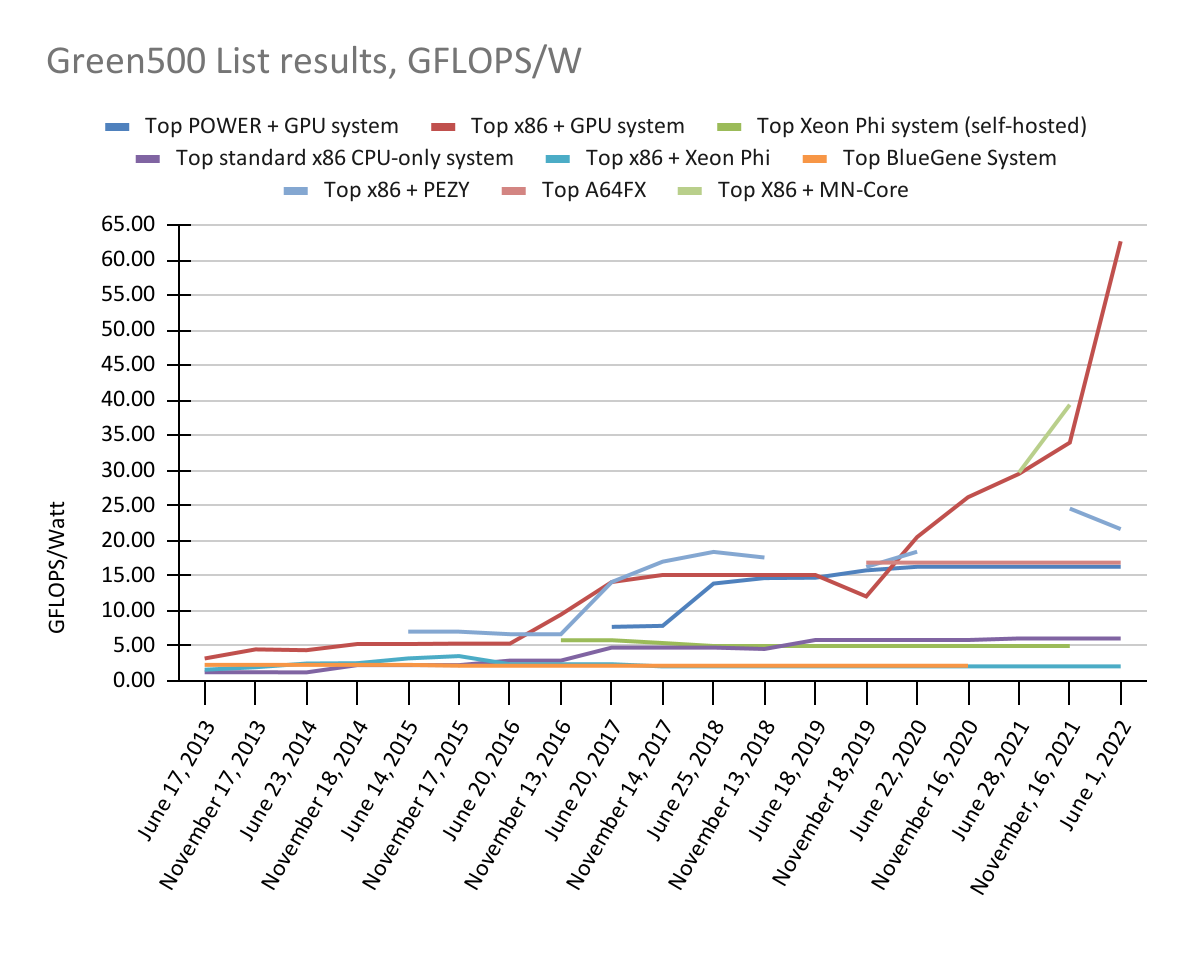 Green500 List results, GFLOPS/W
Top POWER + GPU system Top x86 + GPU system Top Xeon Phi system (self-hosted)
Top standard x86 CPU-only system Top x86 + Xeon Phi Top BlueGene System
Top x86 + PEZY Top A64FX Top X86 + MN-Core
65.00
60.00
55.00
50.00
45.00
40.00
35.00
30.00
25.00
20.00
15.00
10.00
5.00
0.00
GFLOPS/Watt
June 17, 2013
November 17, 2013
June 23, 2014
November 18, 2014
June 14, 2015
November 17, 2015
June 20, 2016
November 13, 2016
June 20, 2017
November 14, 2017
June 25, 2018
November 13, 2018
June 18, 2019
November 18,2019
June 22, 2020
November 16, 2020
June 28, 2021
November, 16, 2021
June 1, 2022